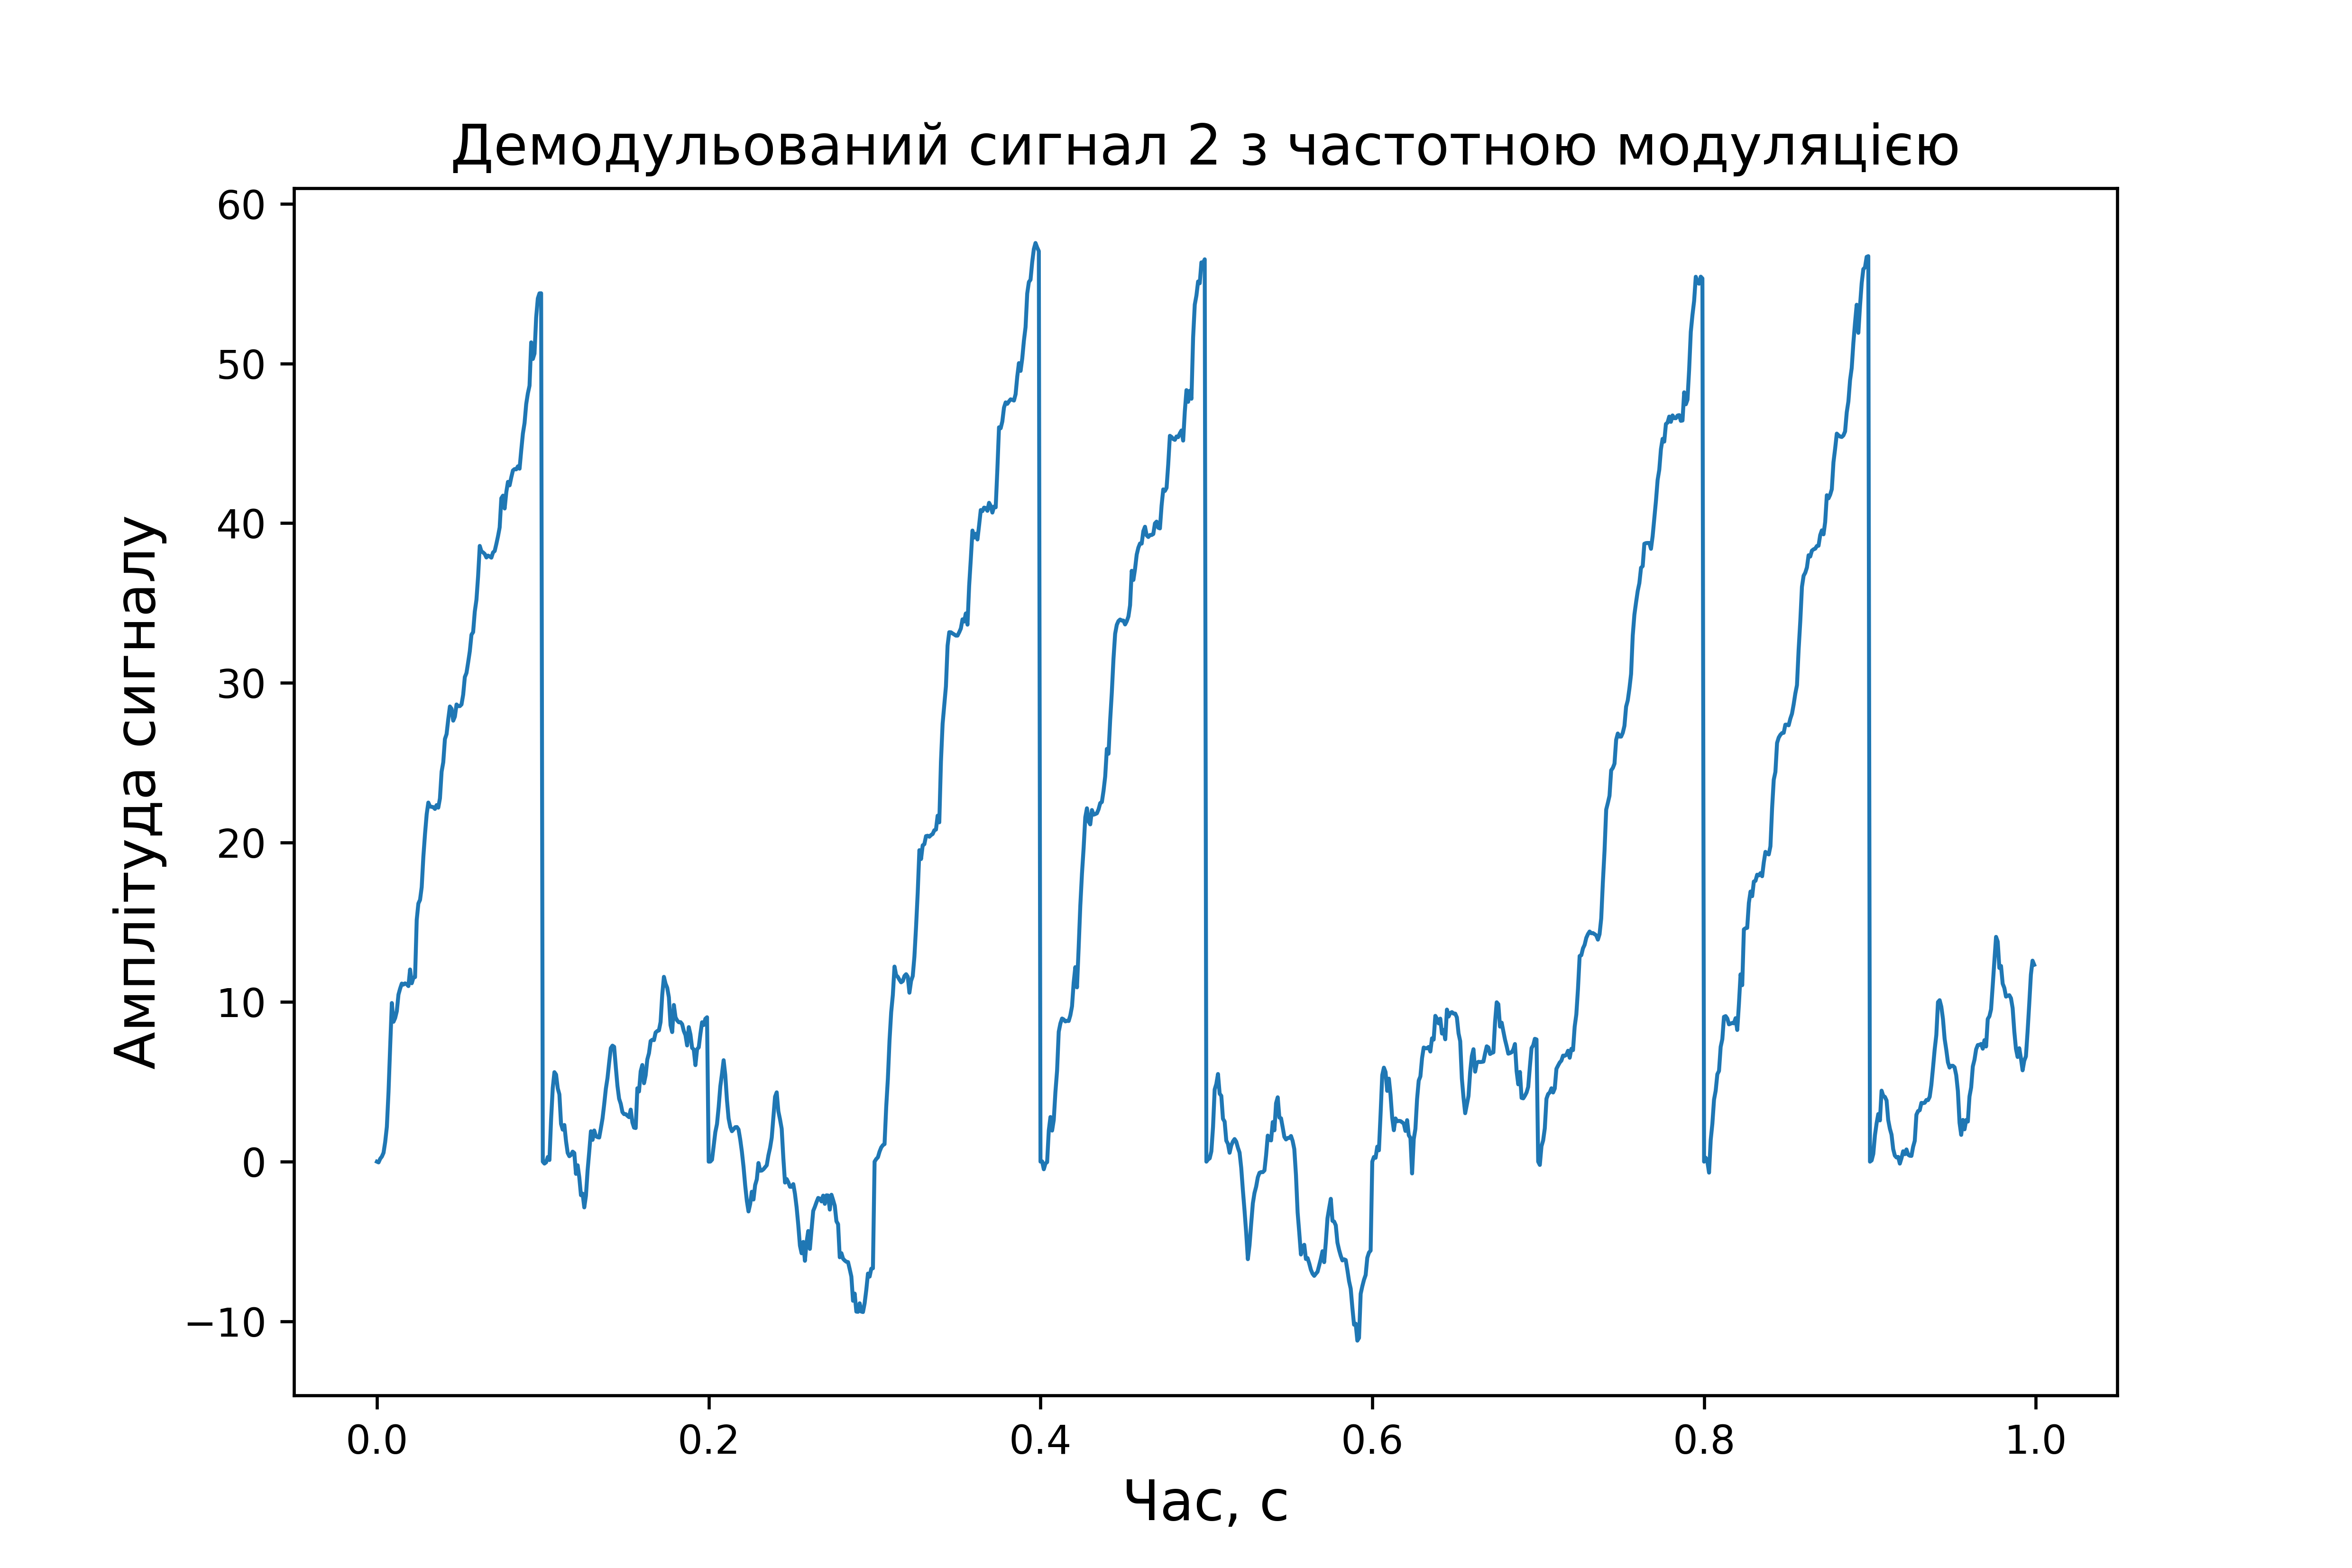 Демодульований сигнал 2 з частотною модуляцією
60
50
40
30
20
10
0
−10
Амплітуда сигналу
0.0 0.2 0.4 0.6 0.8 1.0
Час, с